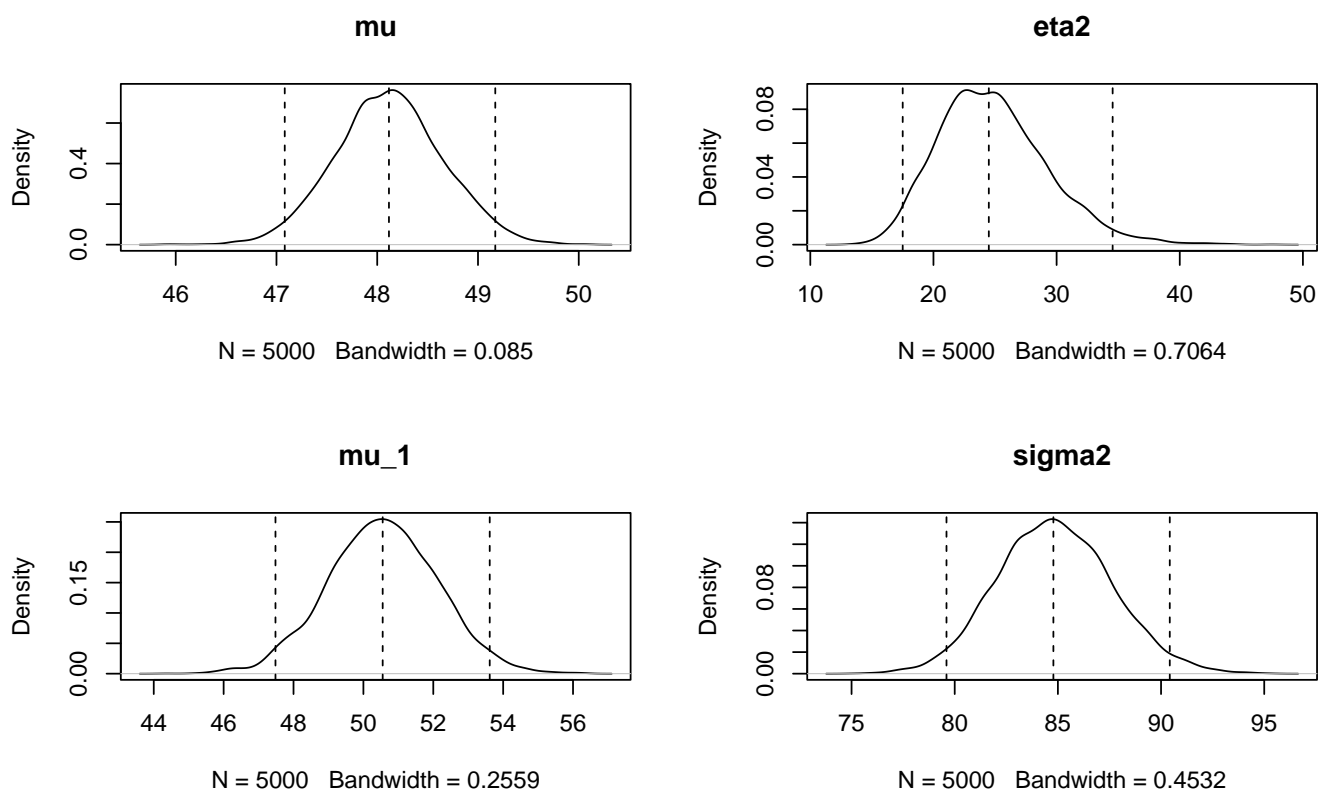 mu
Density
0.0
0.4
46
47
48
49
50
N = 5000 Bandwidth = 0.085
eta2
Density
0.00
0.04
0.08
10
20
30
40
50
N = 5000 Bandwidth = 0.7064
mu_1
Density
0.00
0.15
44
46
48
50
52
54
56
N = 5000 Bandwidth = 0.2559
sigma2
Density
0.00
0.08
75
80
85
90
95
N = 5000 Bandwidth = 0.4532